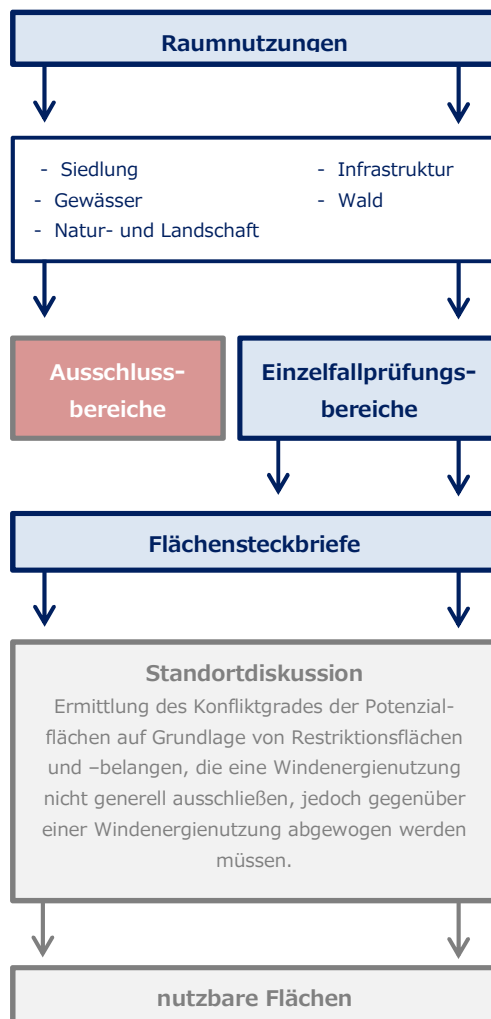 Raumnutzungen
- Siedlung
- Gewässer
- Natur- und Landschaft
- Infrastruktur
- Wald
Ausschluss-
bereiche
Einzelfallprüfungs-
bereiche
Flächensteckbriefe
Standortdiskussion
Ermittlung des Konfliktgrades der Potenzial-
flächen auf Grundlage von Restriktionsflächen
und –belangen, die eine Windenergienutzung
nicht generell ausschließen, jedoch gegenüber
einer Windenergienutzung abgewogen werden
müssen.
nutzbare Flächen